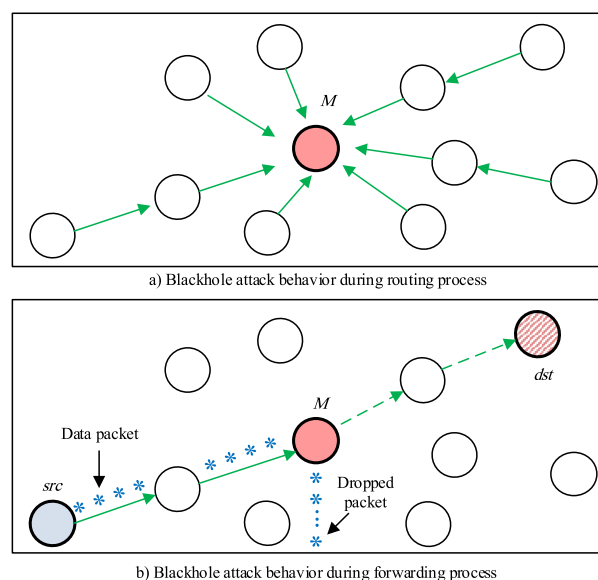 M
a) Blackhole attack behavior during routing process
dst
M
Data packet
Dropped
packet
src
b) Blackhole attack behavior during forwarding process